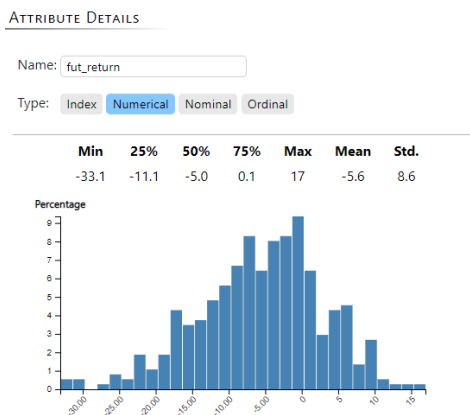 ATTRIBUTE DETAILS
Name: fut_return
Type: Index Numerical Nominal Ordinal
Min 25% 50% 75% Max Mean Std.
-33.1 -11.1 -5.0 0.1 17 -5.6 8.6
Percentage
9
8
7
6
5
4
3
2
1
0
-30.00 -25.00 -20.00 -15.00 -10.00 -5.00 0 5 10 15